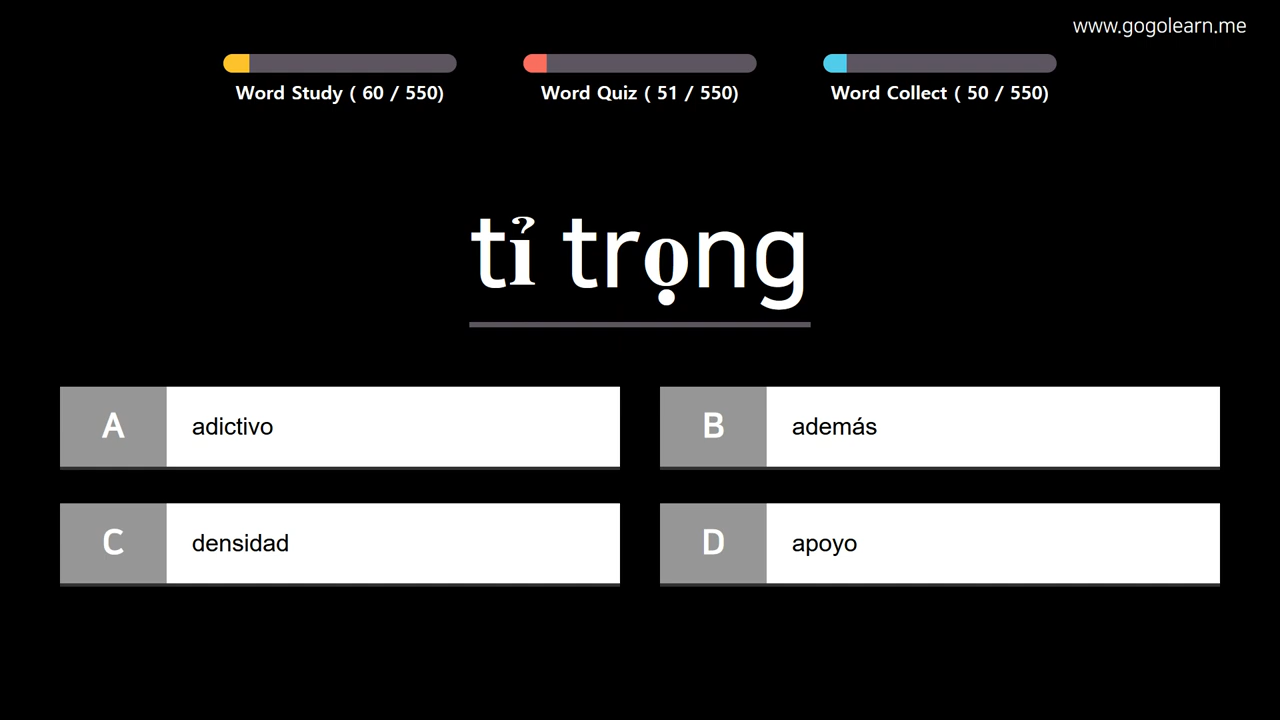 www.gogolearn.me
Word Study ( 60 / 550)
Word Quiz ( 51 / 550)
Word Collect ( 50 / 550)
tỉ trọng
A adictivo
B además
C densidad
D apoyo